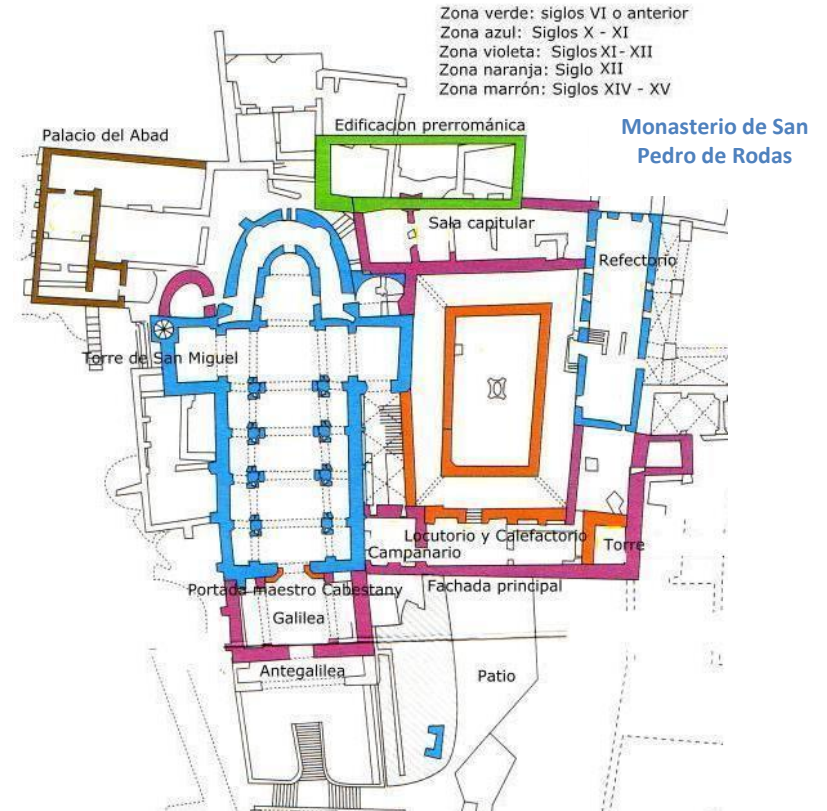 Zona verde: siglos VI o anterior
Zona azul: Siglos X - XI
Zona violeta: Siglos XI - XII
Zona naranja: Siglo XII
Zona marrón: Siglos XIV - XV
Monasterio de San
Pedro de Rodas
Edificacion prerrománica
Palacio del Abad
Sala capitular
Refectorio
Torre de San Miguel
Locutorio y Calefactorio
Campanario
Torre
Portada maestro Cabestany
Fachada principal
Galilea
Antegalilea
Patio